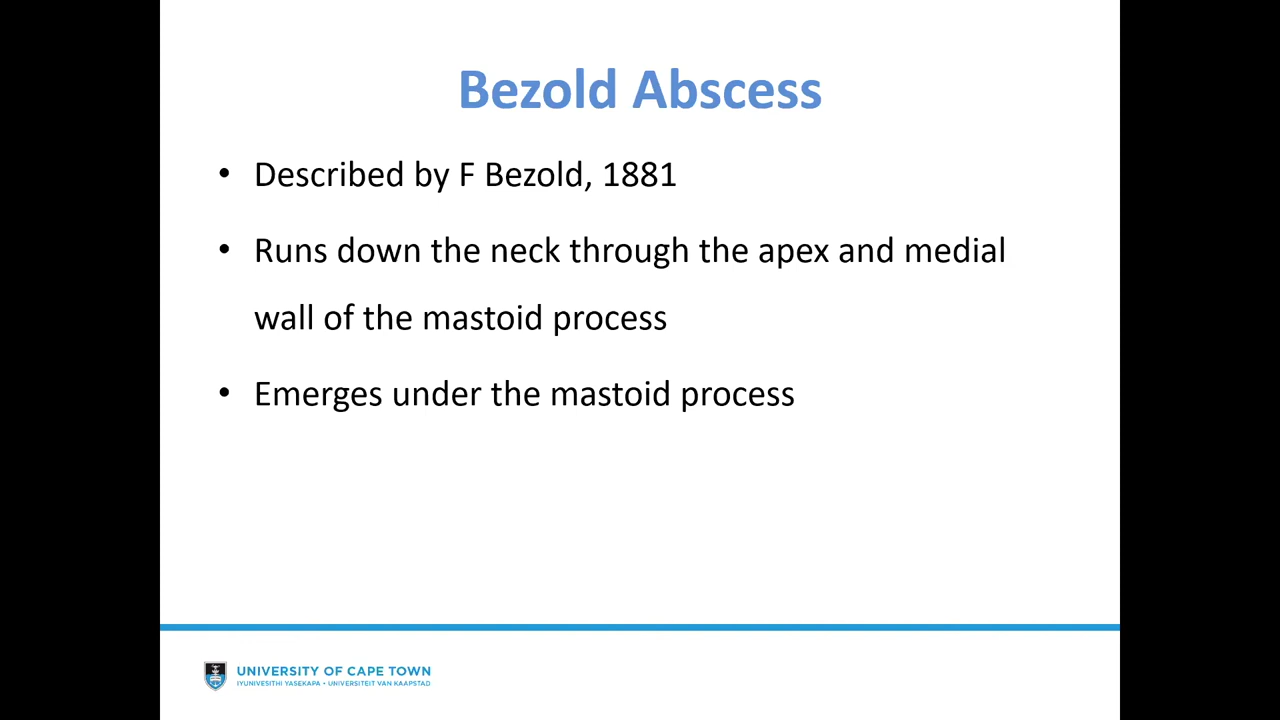 Bezold Abscess
• Described by F Bezold, 1881
• Runs down the neck through the apex and medial
wall of the mastoid process
• Emerges under the mastoid process
UNIVERSITY OF CAPE TOWN
IYUNIVESITHI YASEKAPA • UNIVERSITEIT VAN KAAPSTAD